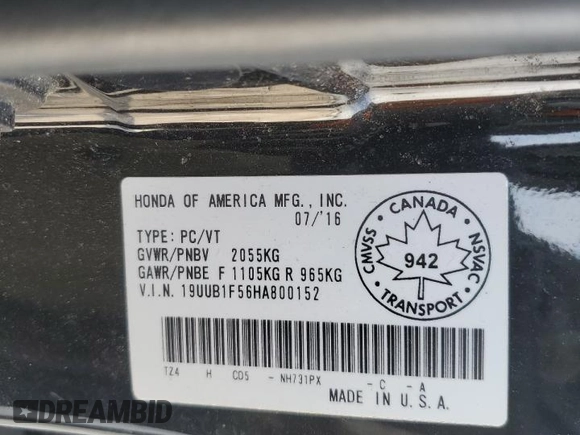 HONDA OF AMERICA MFG., INC.
07/'16
TYPE: PC/VT
GVWR/PNBV 2055KG
GAWR/PNBE F 1105KG R 965KG
V.I.N. 19UUB1F56HA800152
CANADA
CMVSS
942
NSVAC
TRANSPORT
TZ4 H CD5 - NH731PX -C -A
MADE IN U.S.A.
DREAMBID